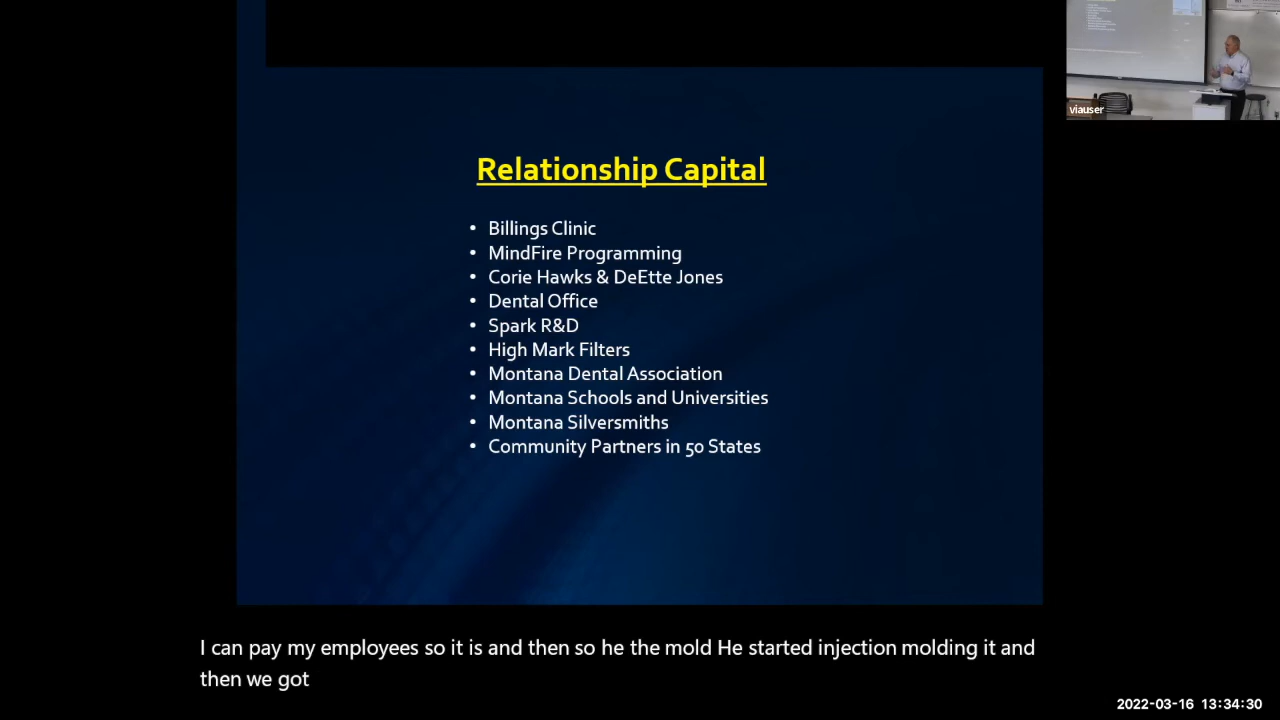 viauser
Relationship Capital
• Billings Clinic
• MindFire Programming
• Corie Hawks & DeEtte Jones
• Dental Office
• Spark R&D
• High Mark Filters
• Montana Dental Association
• Montana Schools and Universities
• Montana Silversmiths
• Community Partners in 50 States
I can pay my employees so it is and then so he the mold He started injection molding it and
then we got
2022-03-16 13:34:30